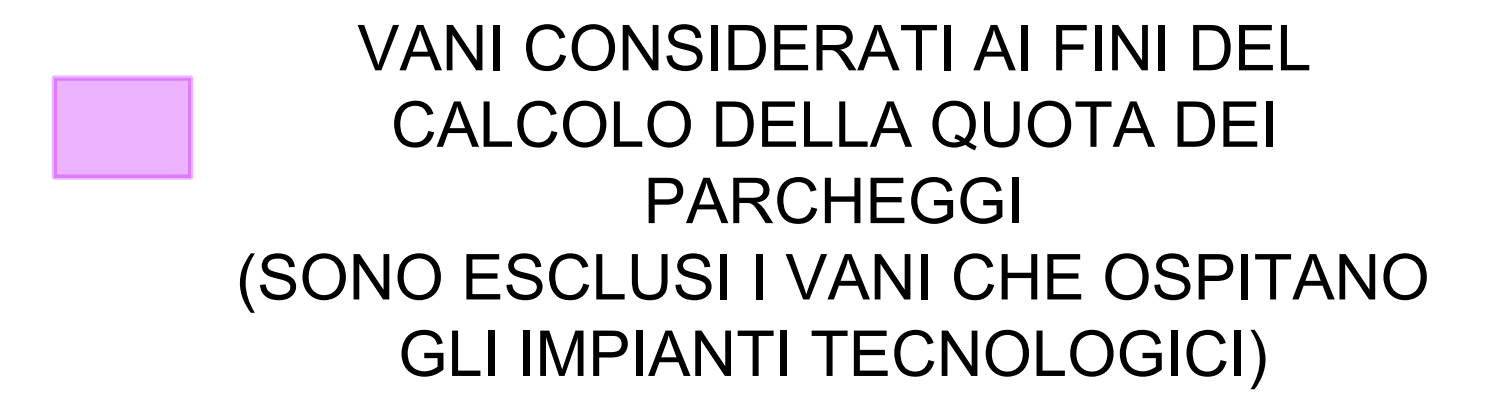 VANI CONSIDERATI AI FINI DEL
CALCOLO DELLA QUOTA DEI
PARCHEGGI
(SONO ESCLUSI I VANI CHE OSPITANO
GLI IMPIANTI TECNOLOGICI)